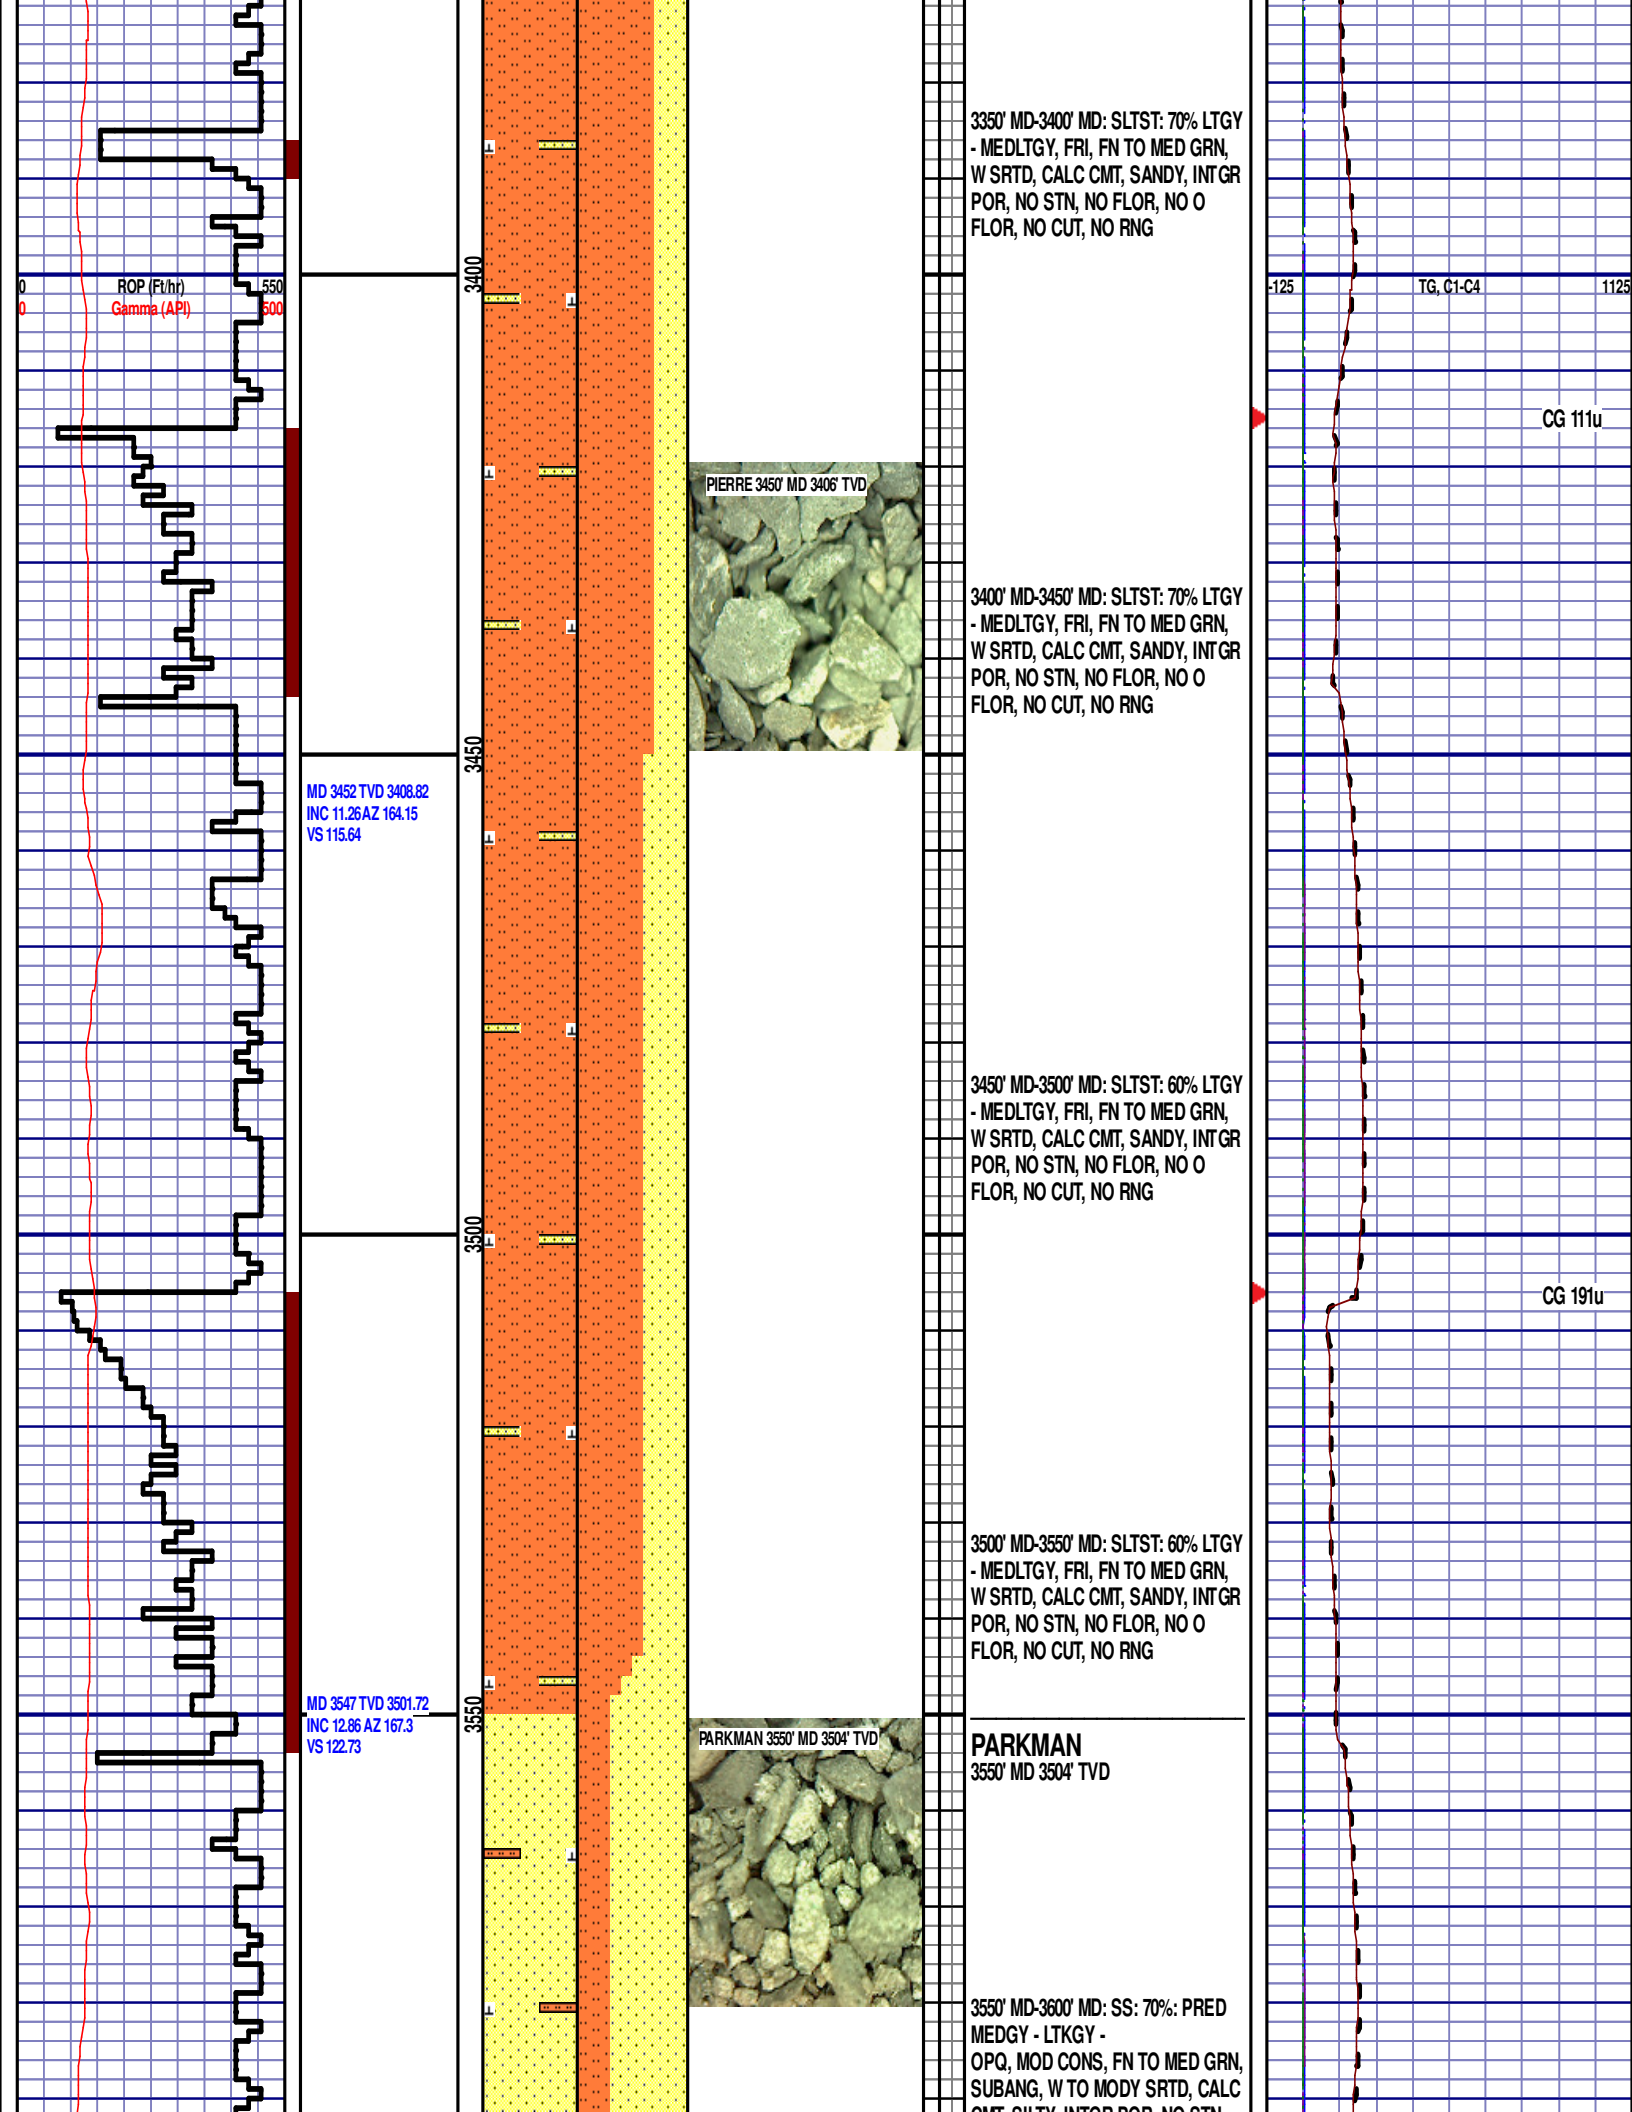 3350' MD-3400' MD: SLTST: 70% LTGY
- MEDLTGY, FRI, FN TO MED GRN,
W SRTD, CALC CMT, SANDY, INTGR
POR, NO STN, NO FLOR, NO O
FLOR, NO CUT, NO RNG
3400
0 ROP (Ft/hr) 550
0 Gamma (API) 500
-125 TG, C1-C4 1125
CG 111u
PIERRE 3450' MD 3406' TVD
3400' MD-3450' MD: SLTST: 70% LTGY
- MEDLTGY, FRI, FN TO MED GRN,
W SRTD, CALC CMT, SANDY, INTGR
POR, NO STN, NO FLOR, NO O
FLOR, NO CUT, NO RNG
3450
MD 3452 TVD 3408.82
INC 11.26 AZ 164.15
VS 115.64
3450' MD-3500' MD: SLTST: 60% LTGY
- MEDLTGY, FRI, FN TO MED GRN,
W SRTD, CALC CMT, SANDY, INTGR
POR, NO STN, NO FLOR, NO O
FLOR, NO CUT, NO RNG
3500
CG 191u
3500' MD-3550' MD: SLTST: 60% LTGY
- MEDLTGY, FRI, FN TO MED GRN,
W SRTD, CALC CMT, SANDY, INTGR
POR, NO STN, NO FLOR, NO O
FLOR, NO CUT, NO RNG
MD 3547 TVD 3501.72
INC 12.86 AZ 167.3
VS 122.73
3550
PARKMAN 3550' MD 3504' TVD
PARKMAN
3550' MD 3504' TVD
3550' MD-3600' MD: SS: 70%: PRED
MEDGY - LTKGY -
OPQ, MOD CONS, FN TO MED GRN,
SUBANG, W TO MODY SRTD, CALC
CMT, SILTY, INTGR POR, NO STN